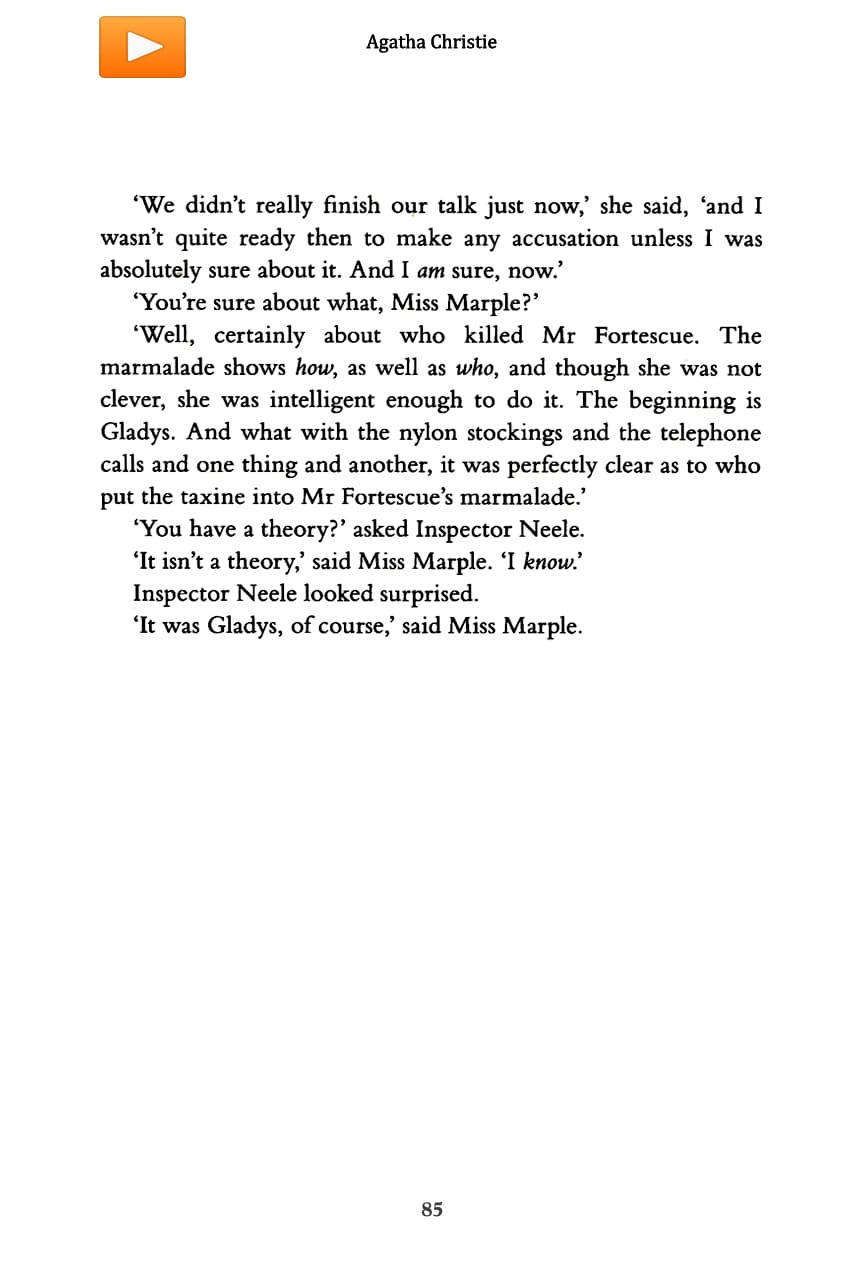 Agatha Christie
‘We didn’t really finish our talk just now,’ she said, ‘and I
wasn’t quite ready then to make any accusation unless I was
absolutely sure about it. And I am sure, now.’
‘You’re sure about what, Miss Marple?’
‘Well, certainly about who killed Mr Fortescue. The
marmalade shows how, as well as who, and though she was not
clever, she was intelligent enough to do it. The beginning is
Gladys. And what with the nylon stockings and the telephone
calls and one thing and another, it was perfectly clear as to who
put the taxine into Mr Fortescue’s marmalade.’
‘You have a theory?’ asked Inspector Neele.
‘It isn’t a theory,’ said Miss Marple. ‘I know.’
Inspector Neele looked surprised.
‘It was Gladys, of course,’ said Miss Marple.
85